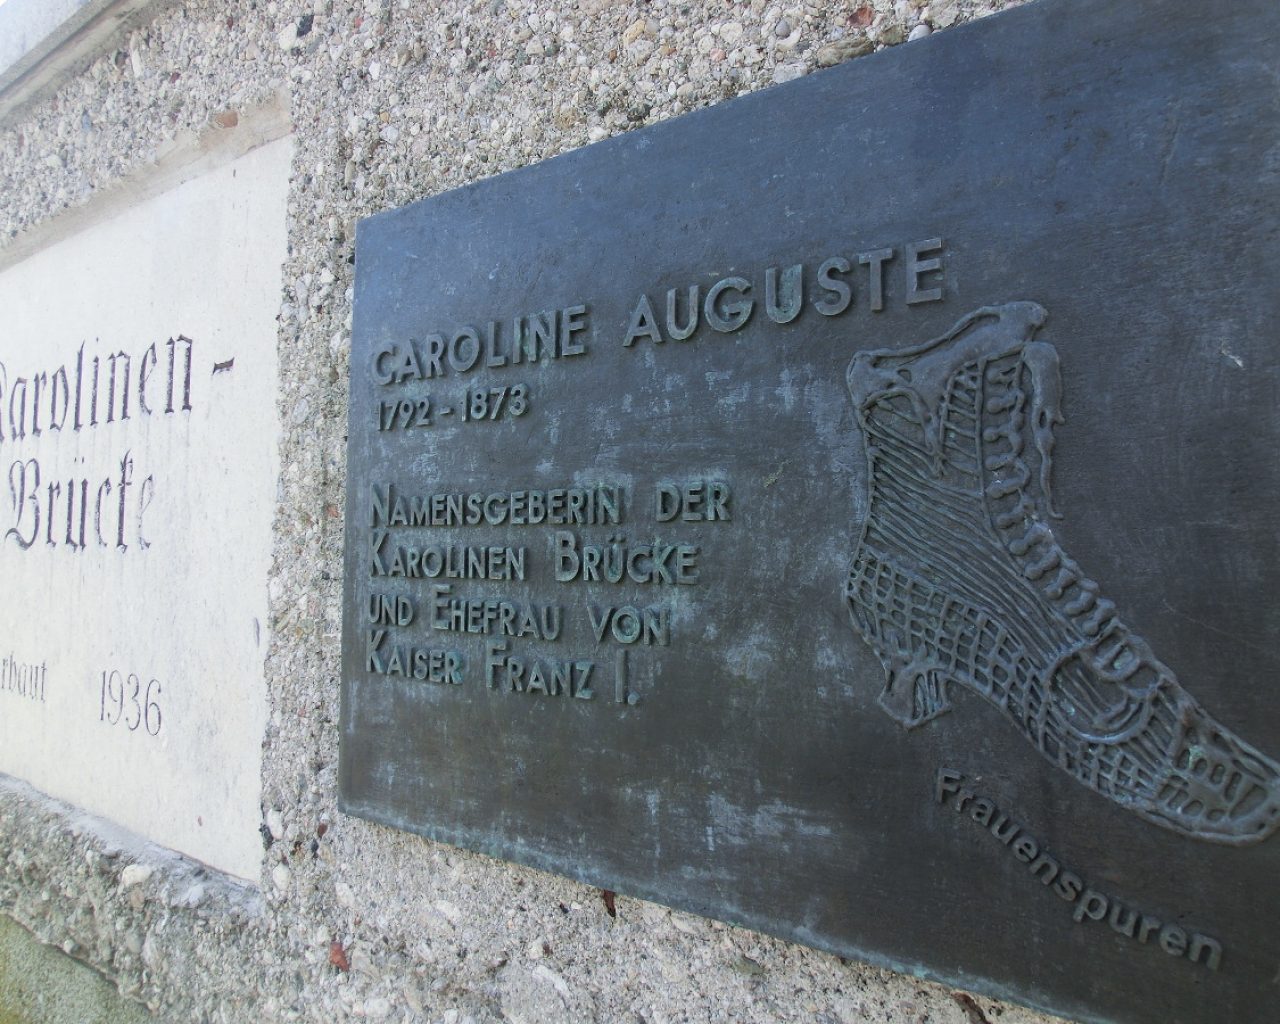 Karolinen-
Brücke
1936
CAROLINE AUGUSTE
1792 - 1873
NAMENSGEBERIN DER
KAROLINEN BRÜCKE
UND EHEFRAU VON
KAISER FRANZ I.
Frauenspuren